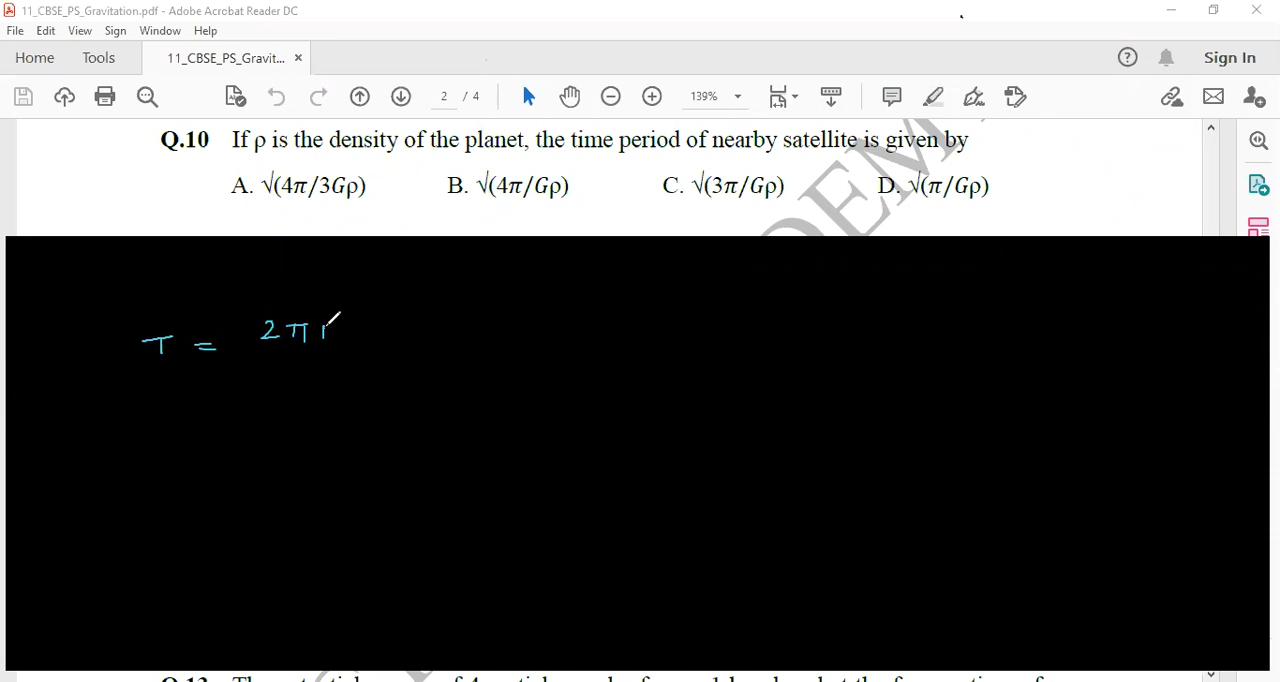 11_CBSE_PS_Gravitation.pdf - Adobe Acrobat Reader DC
File Edit View Sign Window Help
Home Tools 11_CBSE_PS_Gravit... × Sign In
2 / 4 139%
Q.10 If ρ is the density of the planet, the time period of nearby satellite is given by
A. √(4π/3Gρ) B. √(4π/Gρ) C. √(3π/Gρ) D. √(π/Gρ)
T = 2π